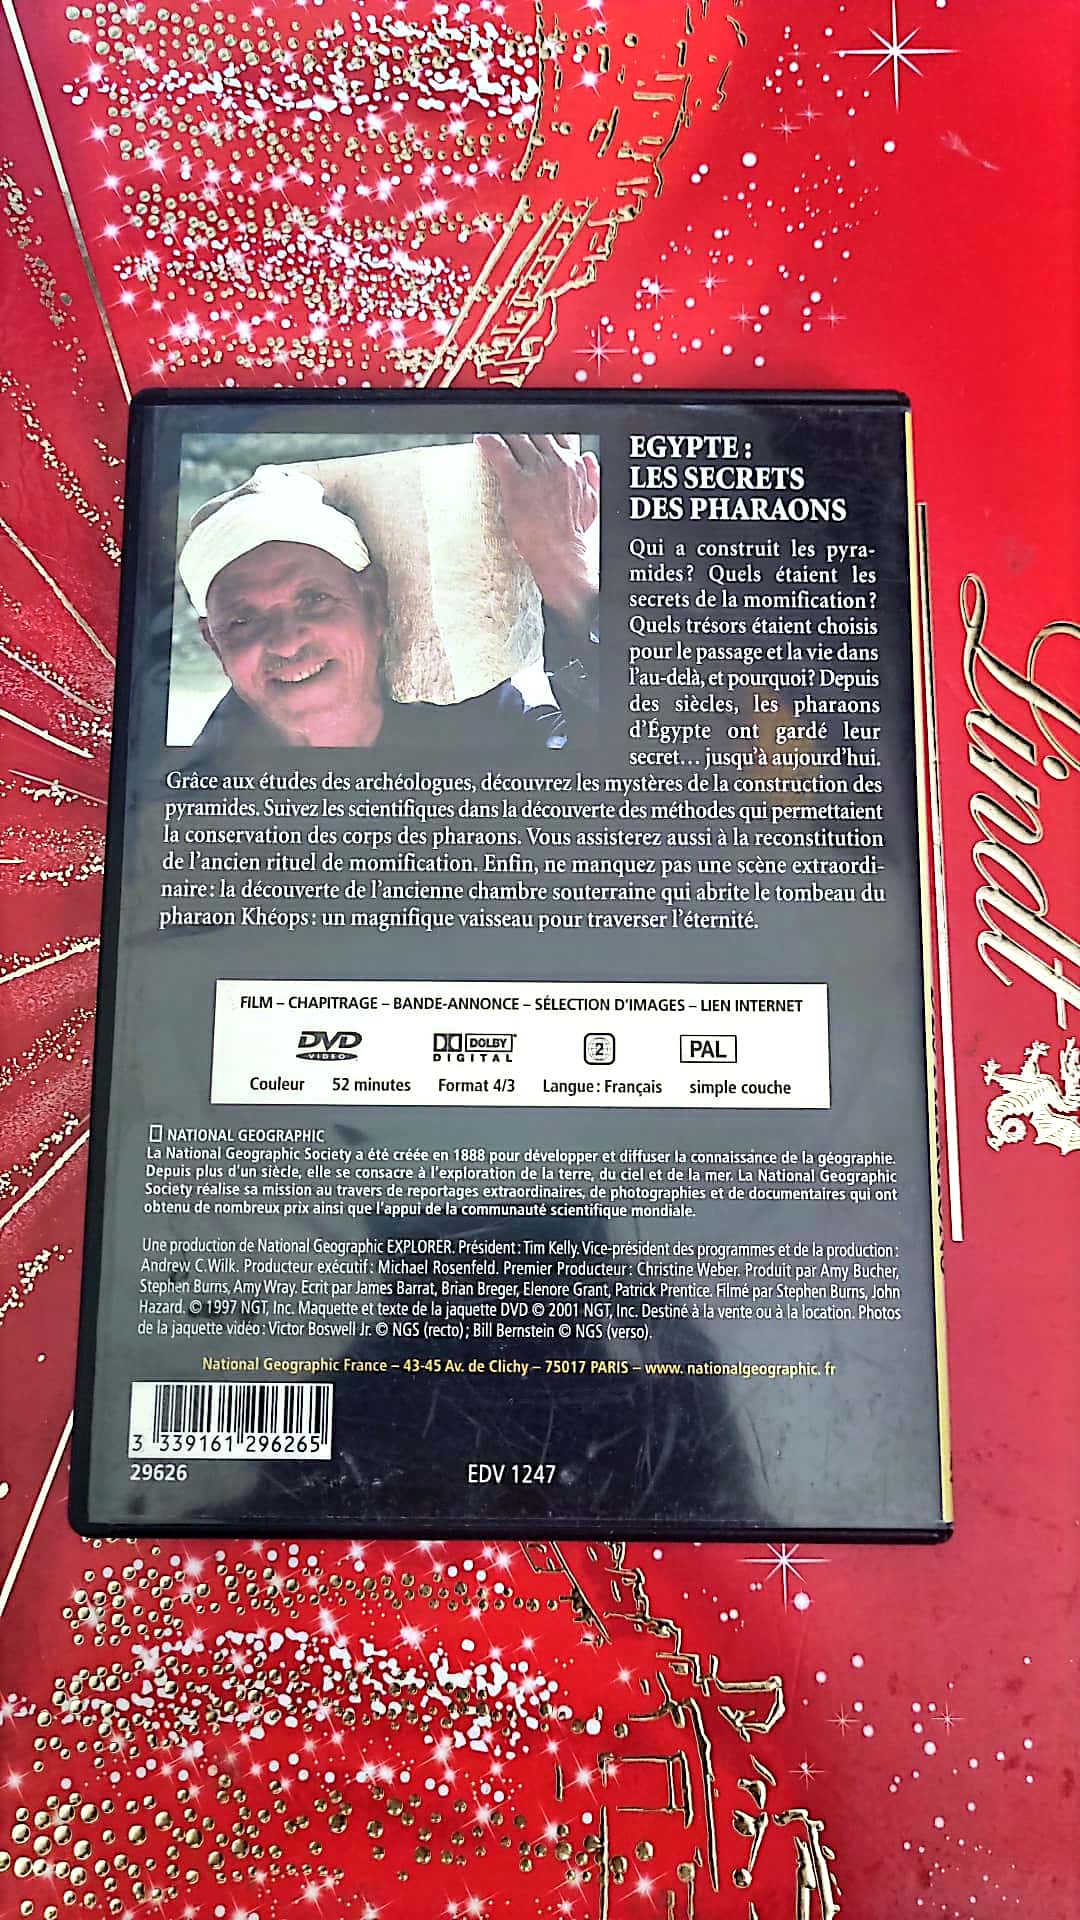 EGYPTE :
LES SECRETS
DES PHARAONS
Qui a construit les pyra-
mides ? Quels étaient les
secrets de la momification ?
Quels trésors étaient choisis
pour le passage et la vie dans
l'au-delà, et pourquoi ? Depuis
des siècles, les pharaons
d'Égypte ont gardé leur
secret… jusqu'à aujourd'hui.
Grâce aux études des archéologues, découvrez les mystères de la construction des
pyramides. Suivez les scientifiques dans la découverte des méthodes qui permettaient
la conservation des corps des pharaons. Vous assisterez aussi à la reconstitution
de l'ancien rituel de momification. Enfin, ne manquez pas une scène extraordi-
naire : la découverte de l'ancienne chambre souterraine qui abrite le tombeau du
pharaon Khéops : un magnifique vaisseau pour traverser l'éternité.
FILM – CHAPITRAGE – BANDE-ANNONCE – SÉLECTION D'IMAGES – LIEN INTERNET
DVD VIDEO DOLBY DIGITAL 2 PAL
Couleur 52 minutes Format 4/3 Langue : Français simple couche
NATIONAL GEOGRAPHIC
La National Geographic Society a été créée en 1888 pour développer et diffuser la connaissance de la géographie.
Depuis plus d'un siècle, elle se consacre à l'exploration de la terre, du ciel et de la mer. La National Geographic
Society réalise sa mission au travers de reportages extraordinaires, de photographies et de documentaires qui ont
obtenu de nombreux prix ainsi que l'appui de la communauté scientifique mondiale.
Une production de National Geographic EXPLORER. Président : Tim Kelly. Vice-président des programmes et de la production :
Andrew C.Wilk. Producteur exécutif : Michael Rosenfeld. Premier Producteur : Christine Weber. Produit par Amy Bucher,
Stephen Burns, Amy Wray. Ecrit par James Barrat, Brian Breger, Elenore Grant, Patrick Prentice. Filmé par Stephen Burns, John
Hazard. © 1997 NGT, Inc. Maquette et texte de la jaquette DVD © 2001 NGT, Inc. Destiné à la vente ou à la location. Photos
de la jaquette vidéo : Victor Boswell Jr. © NGS (recto) ; Bill Bernstein © NGS (verso).
National Geographic France – 43-45 Av. de Clichy – 75017 PARIS – www. nationalgeographic. fr
3 339161 296265
29626
EDV 1247
Lindt